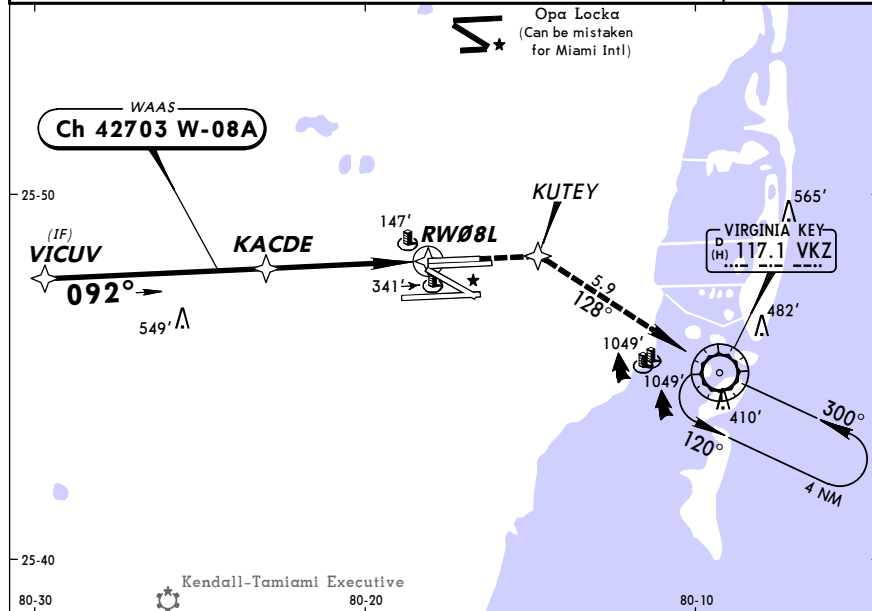 Opa Locka
(Can be mistaken
for Miami Intl)
WAAS
Ch 42703 W-08A
25-50
KUTEY
565'
(IF)
VICUV
KACDE
147'
RWØ8L
VIRGINIA KEY
D
(H) 117.1 VKZ
092°
341'
5.9
128°
549'
482'
1049'
1049'
410'
300°
120°
4 NM
25-40
Kendall-Tamiami Executive
80-30
80-20
80-10